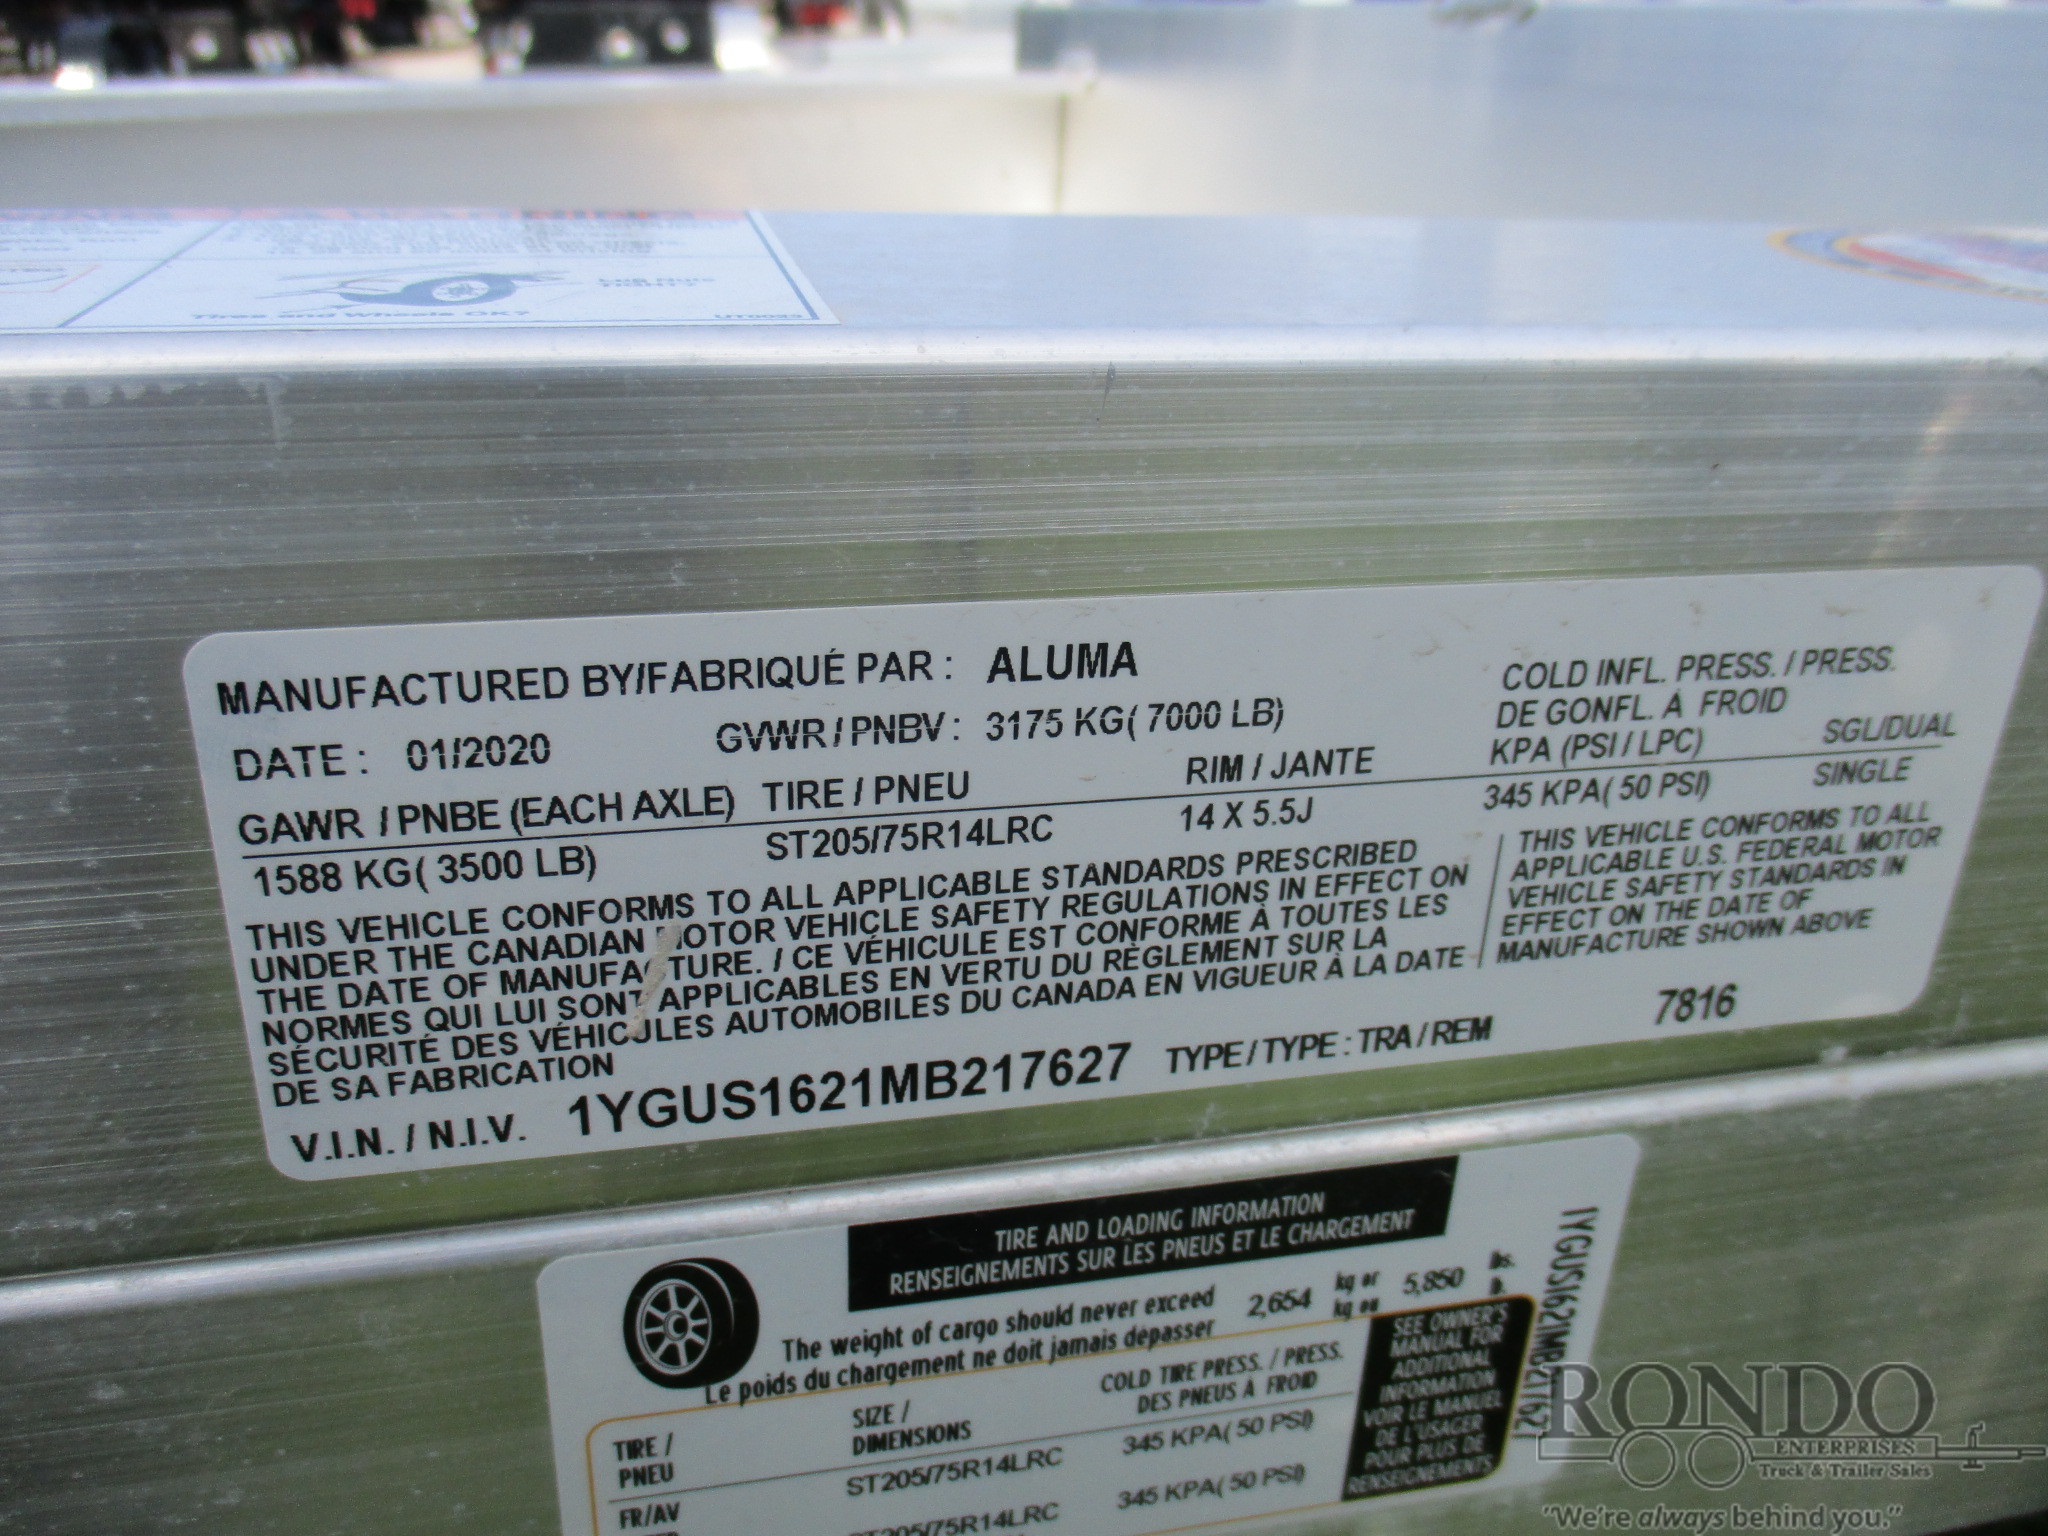 Tires and Wheels OK?
UT0023
MANUFACTURED BY/FABRIQUÉ PAR : ALUMA
DATE : 01/2020 GVWR / PNBV : 3175 KG( 7000 LB)
COLD INFL. PRESS. / PRESS.
DE GONFL. À FROID
KPA (PSI / LPC) SGL/DUAL
GAWR / PNBE (EACH AXLE) TIRE / PNEU RIM / JANTE
1588 KG( 3500 LB) ST205/75R14LRC 14 X 5.5J 345 KPA( 50 PSI) SINGLE
THIS VEHICLE CONFORMS TO ALL APPLICABLE STANDARDS PRESCRIBED
UNDER THE CANADIAN MOTOR VEHICLE SAFETY REGULATIONS IN EFFECT ON
THE DATE OF MANUFACTURE. / CE VÉHICULE EST CONFORME À TOUTES LES
NORMES QUI LUI SONT APPLICABLES EN VERTU DU RÈGLEMENT SUR LA
SÉCURITÉ DES VÉHICULES AUTOMOBILES DU CANADA EN VIGUEUR À LA DATE
DE SA FABRICATION
THIS VEHICLE CONFORMS TO ALL
APPLICABLE U.S. FEDERAL MOTOR
VEHICLE SAFETY STANDARDS IN
EFFECT ON THE DATE OF
MANUFACTURE SHOWN ABOVE
V.I.N. / N.I.V. 1YGUS1621MB217627 TYPE / TYPE : TRA / REM 7816
TIRE AND LOADING INFORMATION
RENSEIGNEMENTS SUR LES PNEUS ET LE CHARGEMENT
The weight of cargo should never exceed 2,654 kg or 5,850 lbs.
Le poids du chargement ne doit jamais dépasser kg ou lb.
TIRE /
PNEU
SIZE /
DIMENSIONS
COLD TIRE PRESS. / PRESS.
DES PNEUS À FROID
FR/AV ST205/75R14LRC 345 KPA( 50 PSI)
ST205/75R14LRC 345 KPA( 50 PSI)
SEE OWNER'S
MANUAL FOR
ADDITIONAL
INFORMATION
VOIR LE MANUEL
DE L'USAGER
POUR PLUS DE
RENSEIGNEMENTS
1YGUS1621MB217627
RONDO
ENTERPRISES
Truck & Trailer Sales
"We're always behind you."